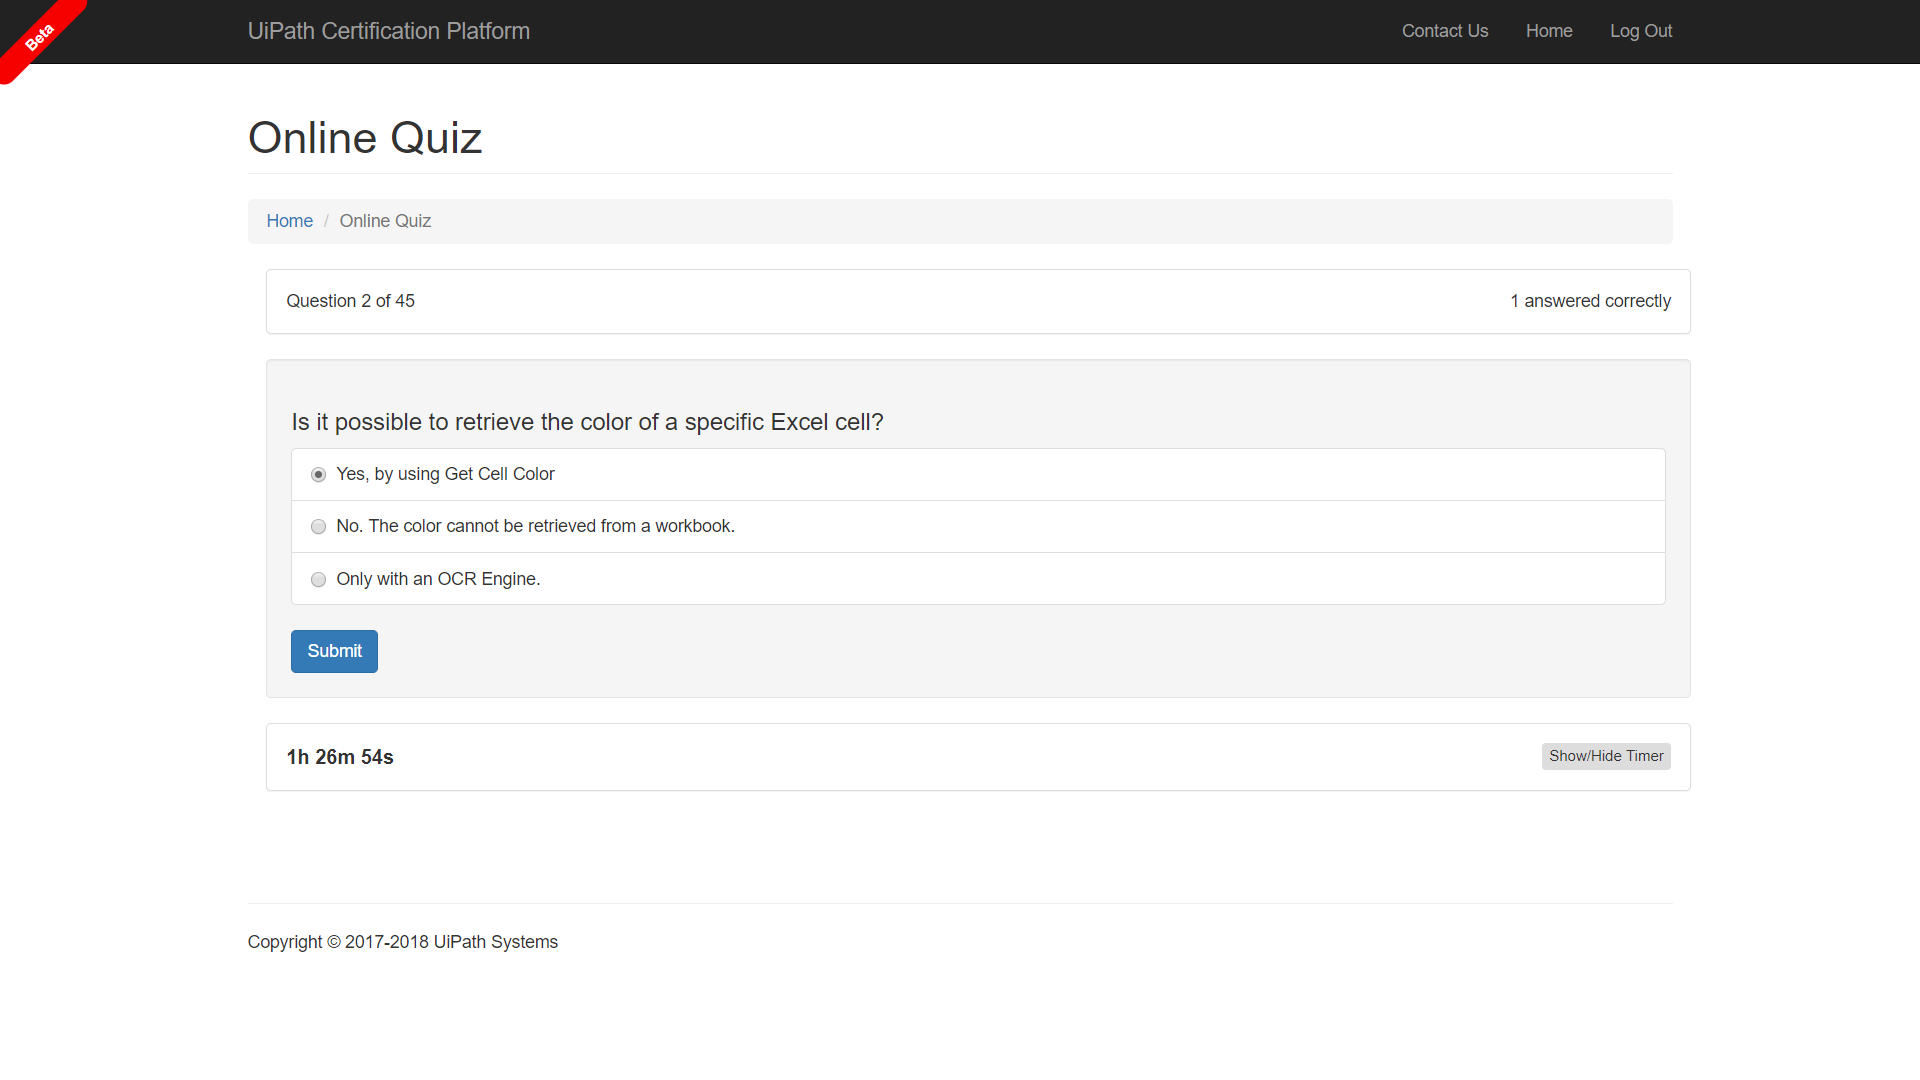 Beta
UiPath Certification Platform
Contact Us
Home
Log Out
Online Quiz
Home / Online Quiz
Question 2 of 45
1 answered correctly
Is it possible to retrieve the color of a specific Excel cell?
Yes, by using Get Cell Color
No. The color cannot be retrieved from a workbook.
Only with an OCR Engine.
Submit
1h 26m 54s
Show/Hide Timer
Copyright © 2017-2018 UiPath Systems